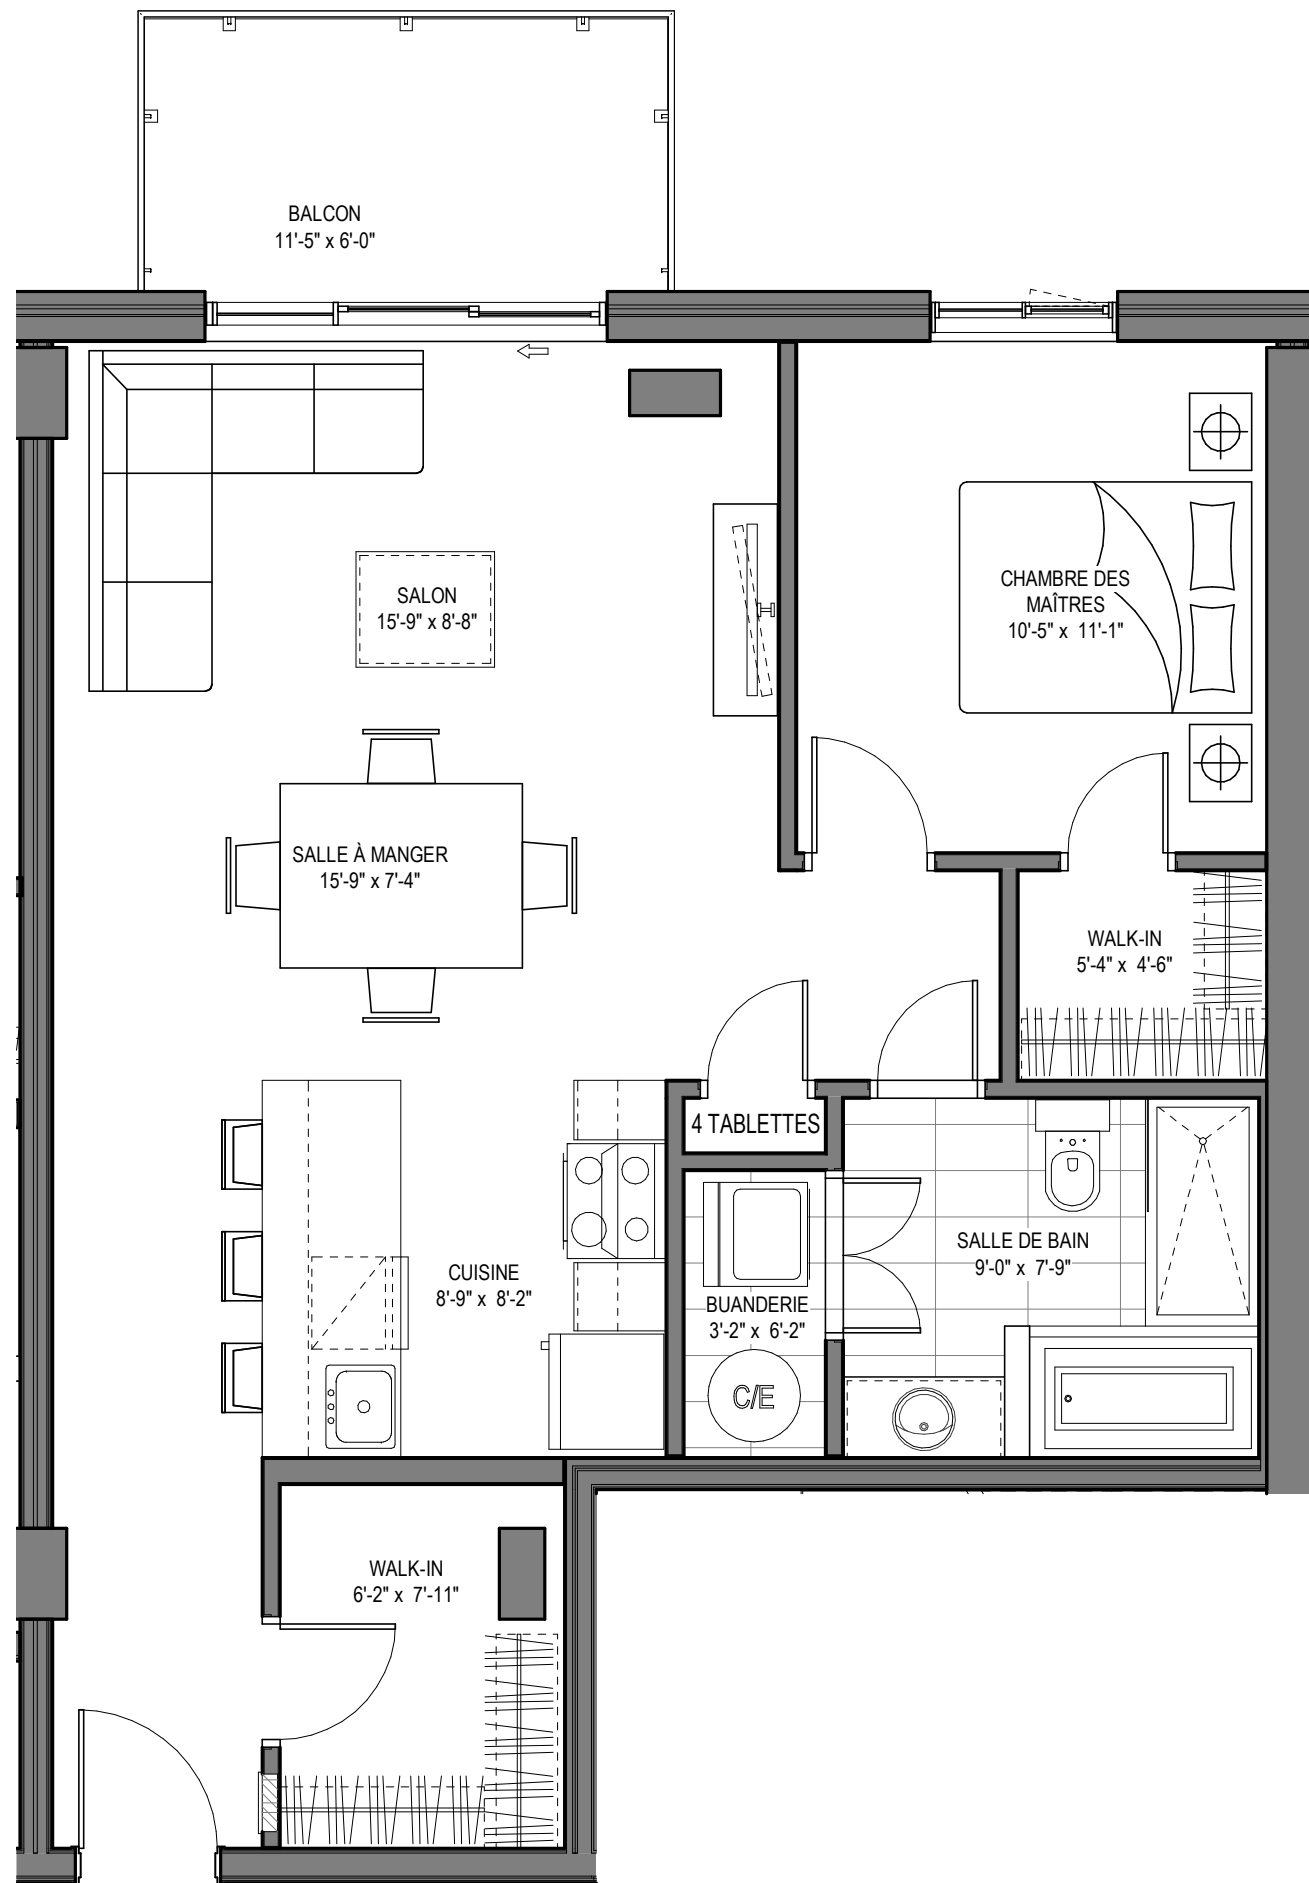 BALCON
11'-5" x 6'-0"
SALON
15'-9" x 8'-8"
CHAMBRE DES
MAÎTRES
10'-5" x 11'-1"
SALLE À MANGER
15'-9" x 7'-4"
WALK-IN
5'-4" x 4'-6"
4 TABLETTES
CUISINE
8'-9" x 8'-2"
SALLE DE BAIN
9'-0" x 7'-9"
BUANDERIE
3'-2" x 6'-2"
C/E
WALK-IN
6'-2" x 7'-11"